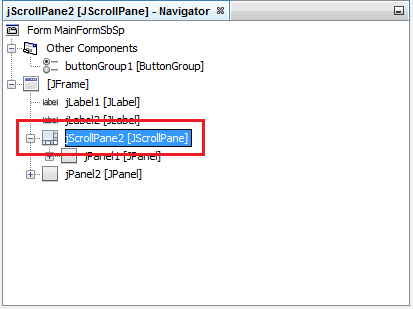 jScrollPane2 [JScrollPane] - Navigator
Form MainFormSbSp
Other Components
buttonGroup1 [ButtonGroup]
[JFrame]
label jLabel1 [JLabel]
label jLabel2 [JLabel]
jScrollPane2 [JScrollPane]
jPanel1 [JPanel]
jPanel2 [JPanel]